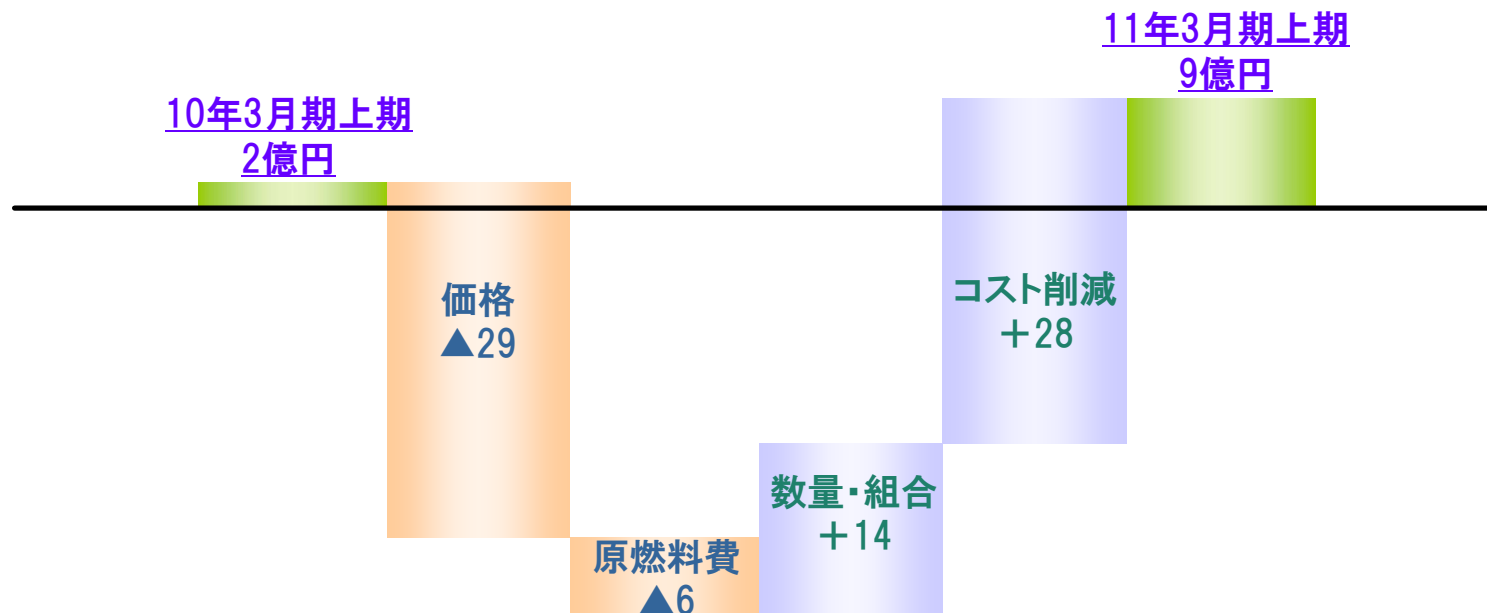 10年3月期上期
2億円
価格
▲29
原燃料費
▲6
数量・組合
＋14
コスト削減
＋28
11年3月期上期
9億円